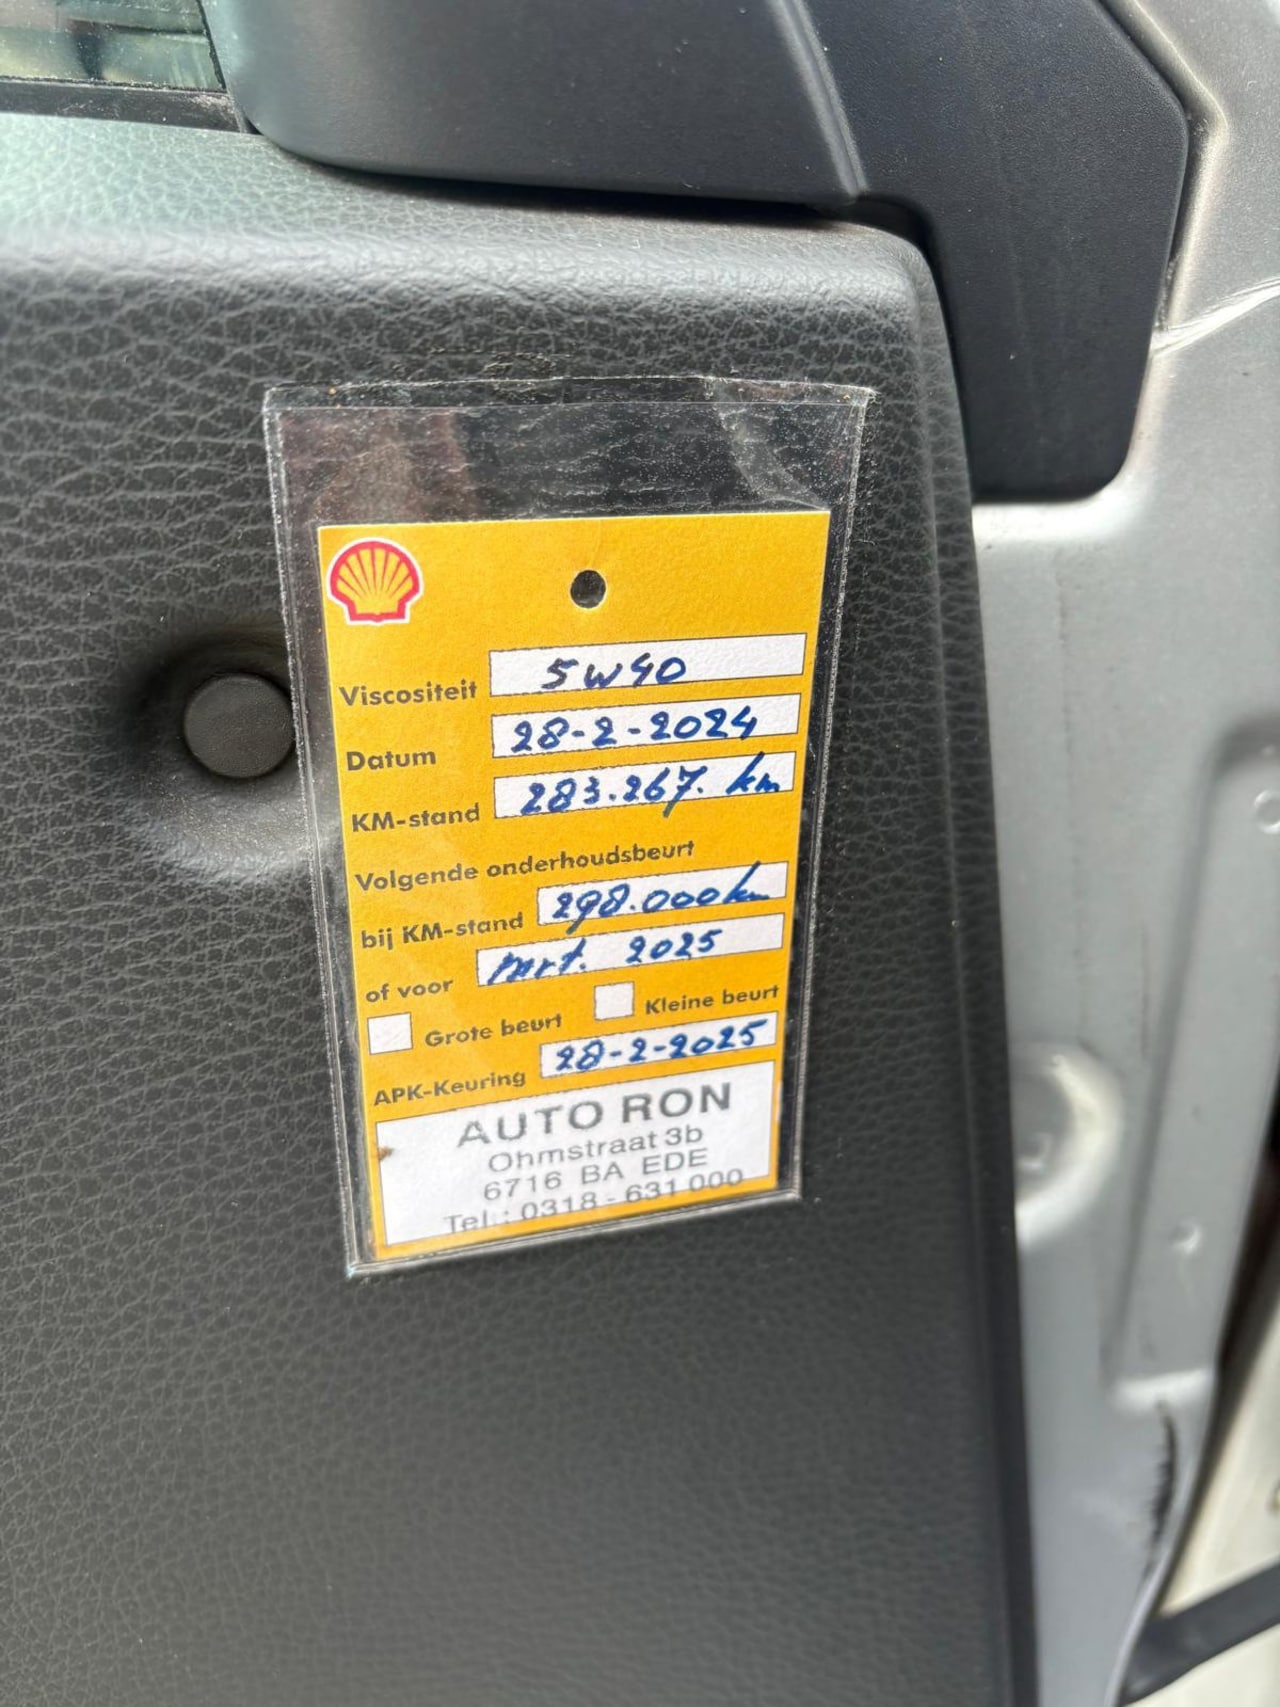 Viscositeit 5W40
Datum 28-2-2024
KM-stand 283.267. km
Volgende onderhoudsbeurt
bij KM-stand 298.000 km
of voor mrt. 2025
Grote beurt Kleine beurt
APK-Keuring 28-2-2025
AUTO RON
Ohmstraat 3b
6716 BA EDE
Tel.: 0318-631 000